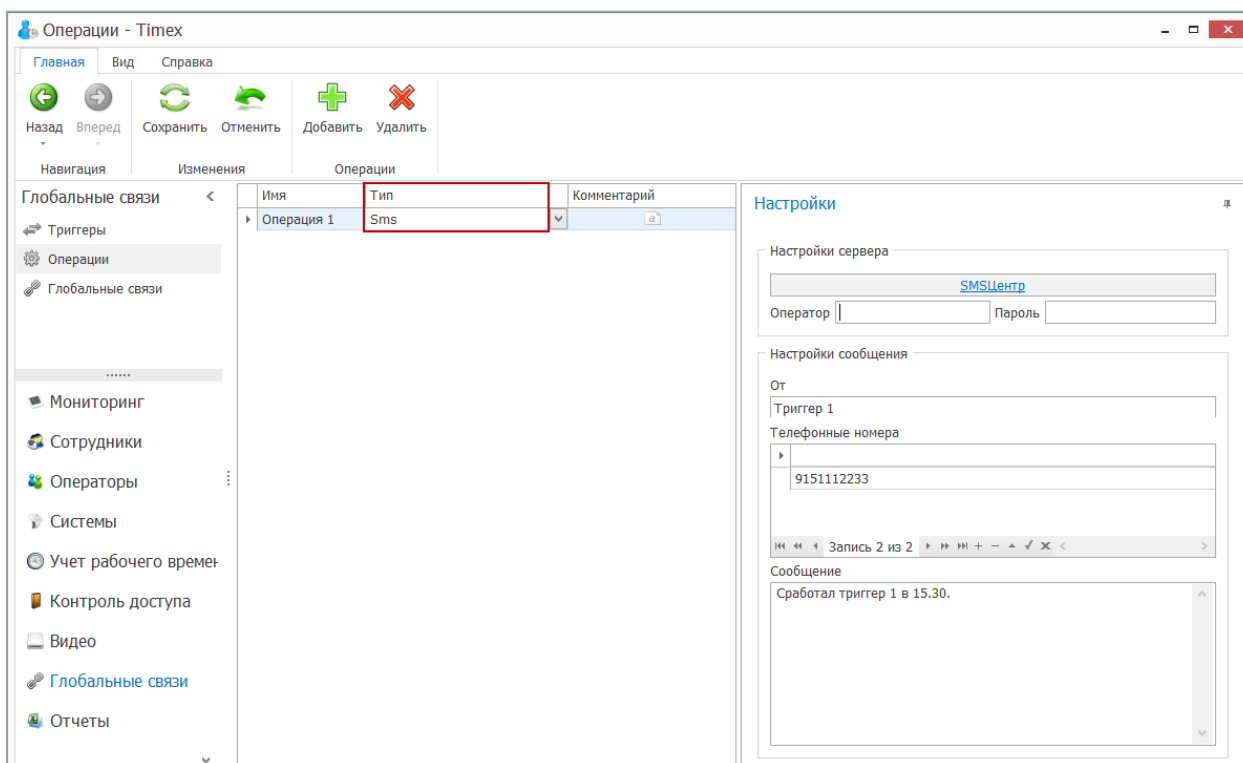 Операции - Timex
Главная Вид Справка
Назад Вперед Сохранить Отменить Добавить Удалить
Навигация Изменения Операции
Глобальные связи
Триггеры
Операции
Глобальные связи
Мониторинг
Сотрудники
Операторы
Системы
Учет рабочего времен
Контроль доступа
Видео
Глобальные связи
Отчеты
Имя Тип Комментарий
Операция 1 Sms a
Настройки
Настройки сервера
SMSЦентр
Оператор Пароль
Настройки сообщения
От
Триггер 1
Телефонные номера
9151112233
Запись 2 из 2
Сообщение
Сработал триггер 1 в 15.30.